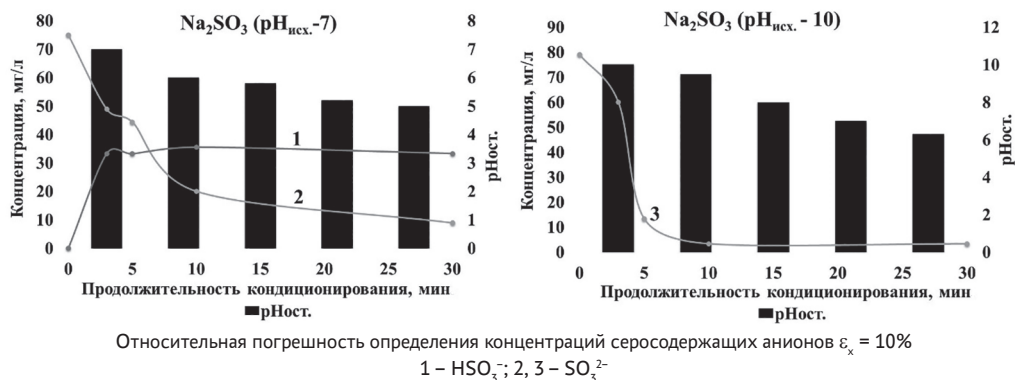 Na₂SO₃ (pHисх.-7)
Концентрация, мг/л
80
70
60
50
40
30
20
10
0
8
7
6
5
4
3
2
1
0
pHост.
1
2
0 5 10 15 20 25 30
Продолжительность кондиционирования, мин
pHост.
Na₂SO₃ (pHисх.- 10)
Концентрация, мг/л
90
80
70
60
50
40
30
20
10
0
12
10
8
6
4
2
0
pHост.
3
0 5 10 15 20 25 30
Продолжительность кондиционирования, мин
pHост.
Относительная погрешность определения концентраций серосодержащих анионов εₓ = 10%
1 – HSO₃⁻; 2, 3 – SO₃²⁻